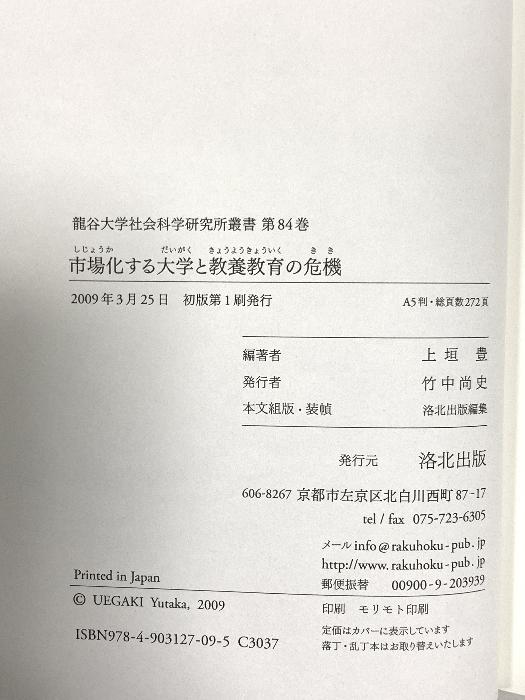 龍谷大学社会科学研究所叢書 第84巻
しじょうか だいがく きょうようきょういく きき
市場化する大学と教養教育の危機
2009年3月25日 初版第1刷発行 A5判・総頁数272頁
編著者 上垣 豊
発行者 竹中尚史
本文組版・装幀 洛北出版編集
発行元 洛北出版
606-8267 京都市左京区北白川西町87-17
tel / fax 075-723-6305
メール info@rakuhoku-pub.jp
http://www.rakuhoku-pub.jp
郵便振替 00900-9-203939
Printed in Japan
© UEGAKI Yutaka, 2009
ISBN978-4-903127-09-5 C3037
印刷 モリモト印刷
定価はカバーに表示しています
落丁・乱丁本はお取り替えいたします